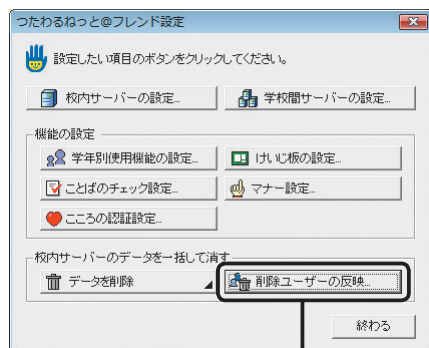 つたわるねっと@フレンド設定
設定したい項目のボタンをクリックしてください。
校内サーバーの設定...
学校間サーバーの設定...
機能の設定
学年別使用機能の設定...
けいじ板の設定...
ことばのチェック設定...
マナー設定...
こころの認証設定...
校内サーバーのデータを一括して消す
データを削除
削除ユーザーの反映...
終わる